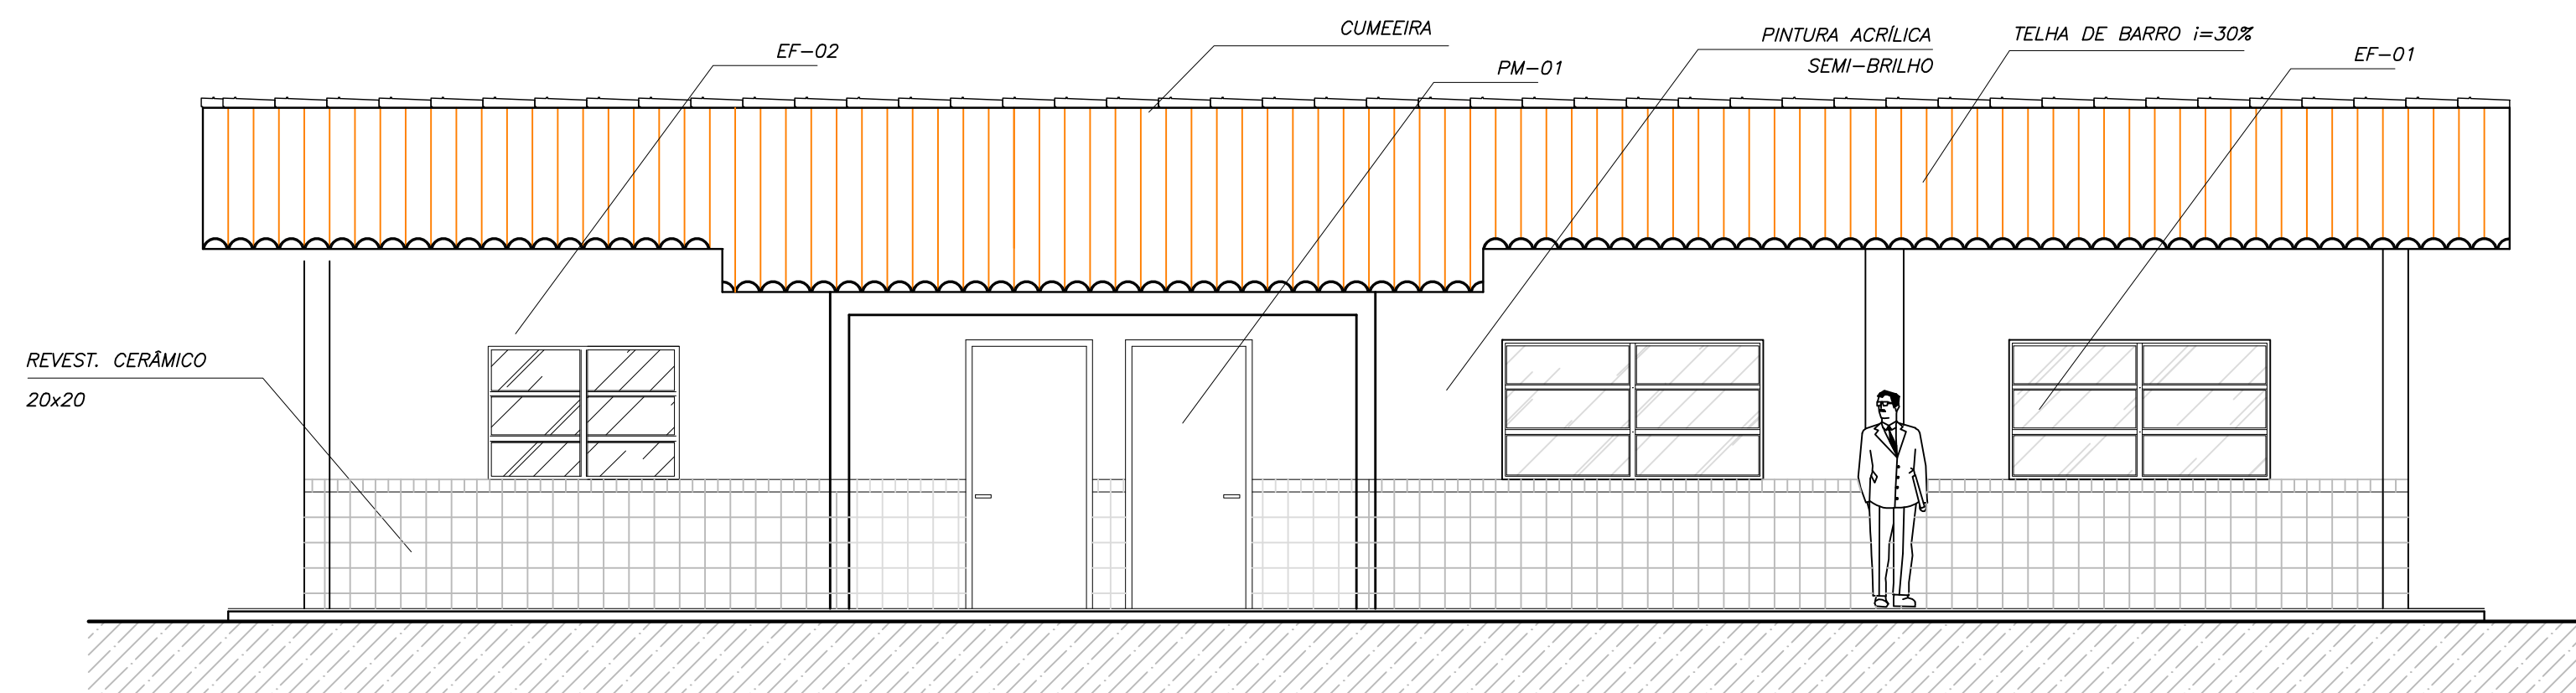 EF-02
CUMEEIRA
PM-01
PINTURA ACRÍLICA
SEMI-BRILHO
TELHA DE BARRO i=30%
EF-01
REVEST. CERÂMICO
20x20